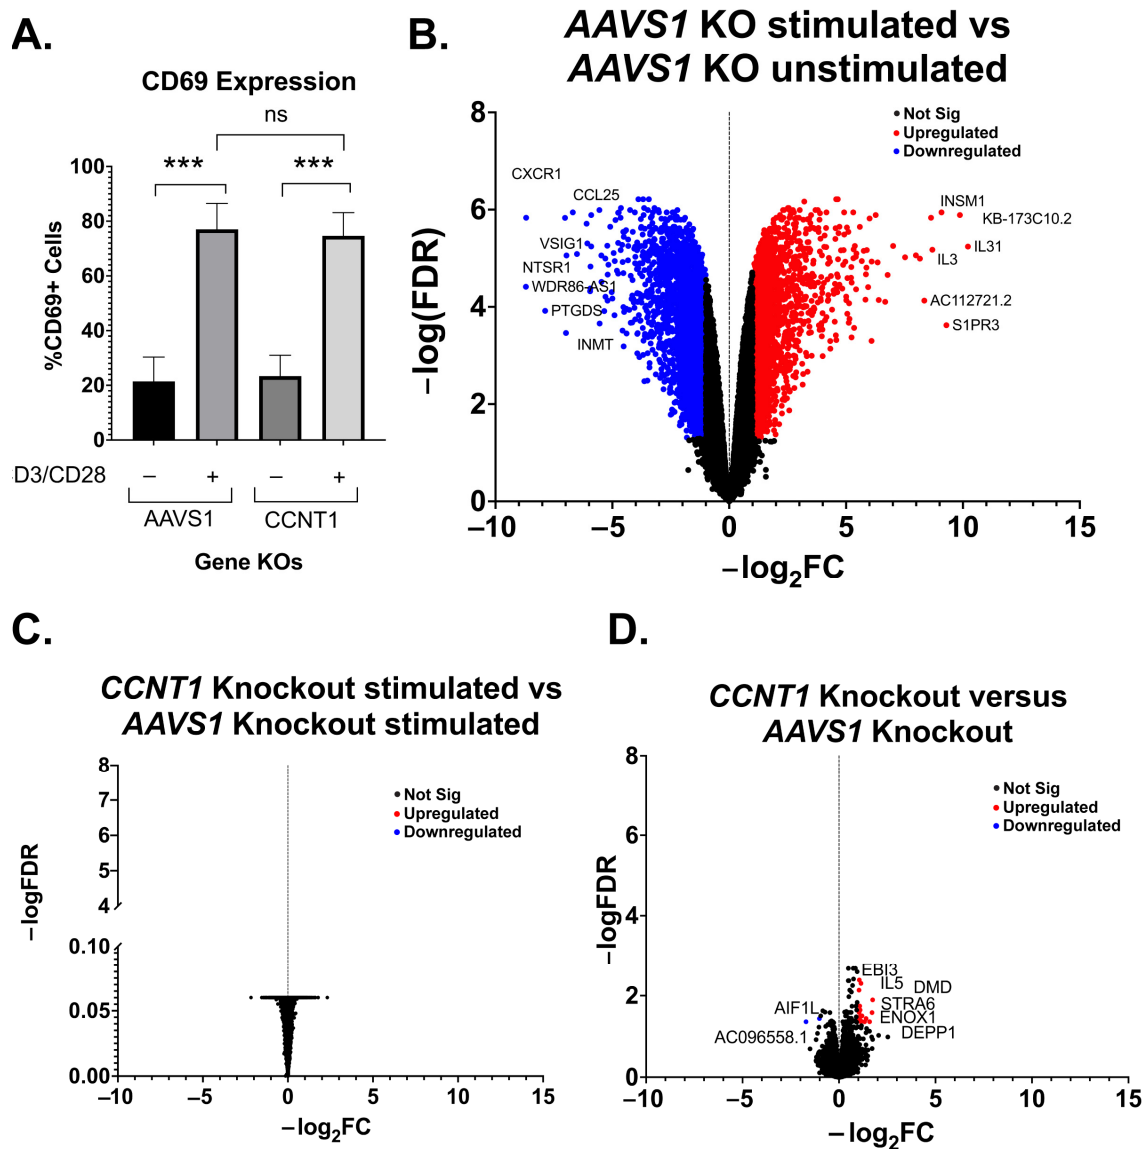 A.
CD69 Expression
ns
***
***
100
80
60
40
20
0
%CD69+ Cells
:D3/CD28
–
+
–
+
AAVS1
CCNT1
Gene KOs
B.
AAVS1 KO stimulated vs
AAVS1 KO unstimulated
Not Sig
Upregulated
Downregulated
8
6
4
2
0
–log(FDR)
CXCR1
CCL25
VSIG1
NTSR1
WDR86-AS1
PTGDS
INMT
INSM1
KB-173C10.2
IL31
IL3
AC112721.2
S1PR3
–10
–5
0
5
10
15
–log2FC
C.
CCNT1 Knockout stimulated vs
AAVS1 Knockout stimulated
Not Sig
Upregulated
Downregulated
8
7
6
5
4
0.10
0.05
0.00
–logFDR
–10
–5
0
5
10
15
–log2FC
D.
CCNT1 Knockout versus
AAVS1 Knockout
Not Sig
Upregulated
Downregulated
8
6
4
2
0
–logFDR
EBI3
IL5
DMD
STRA6
ENOX1
DEPP1
AIF1L
AC096558.1
–10
–5
0
5
10
15
–log2FC